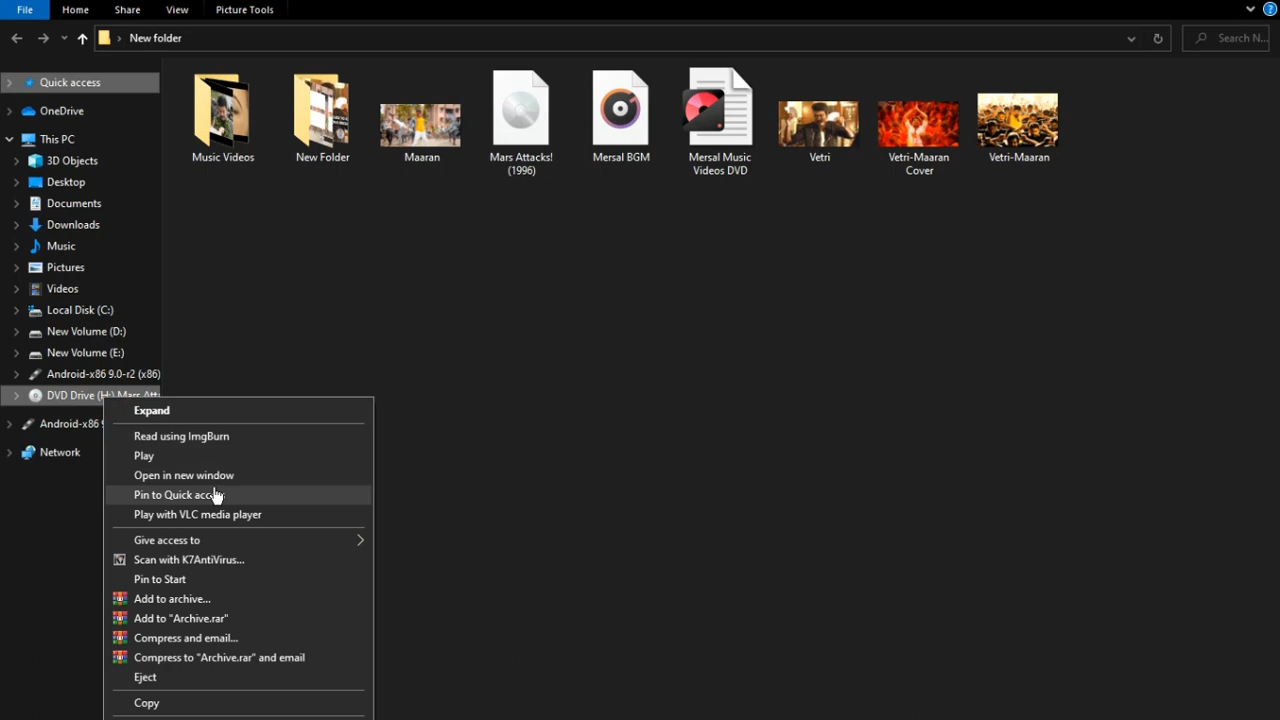 File Home Share View Picture Tools
New folder
Search N...
Quick access
OneDrive
This PC
3D Objects
Desktop
Documents
Downloads
Music
Pictures
Videos
Local Disk (C:)
New Volume (D:)
New Volume (E:)
Android-x86 9.0-r2 (x86)
DVD Drive (H:) Mars Att
Android-x86 9
Network
Music Videos
New Folder
Maaran
Mars Attacks!
(1996)
Mersal BGM
Mersal Music
Videos DVD
Vetri
Vetri-Maaran
Cover
Vetri-Maaran
Expand
Read using ImgBurn
Play
Open in new window
Pin to Quick acc
Play with VLC media player
Give access to
Scan with K7AntiVirus...
Pin to Start
Add to archive...
Add to "Archive.rar"
Compress and email...
Compress to "Archive.rar" and email
Eject
Copy